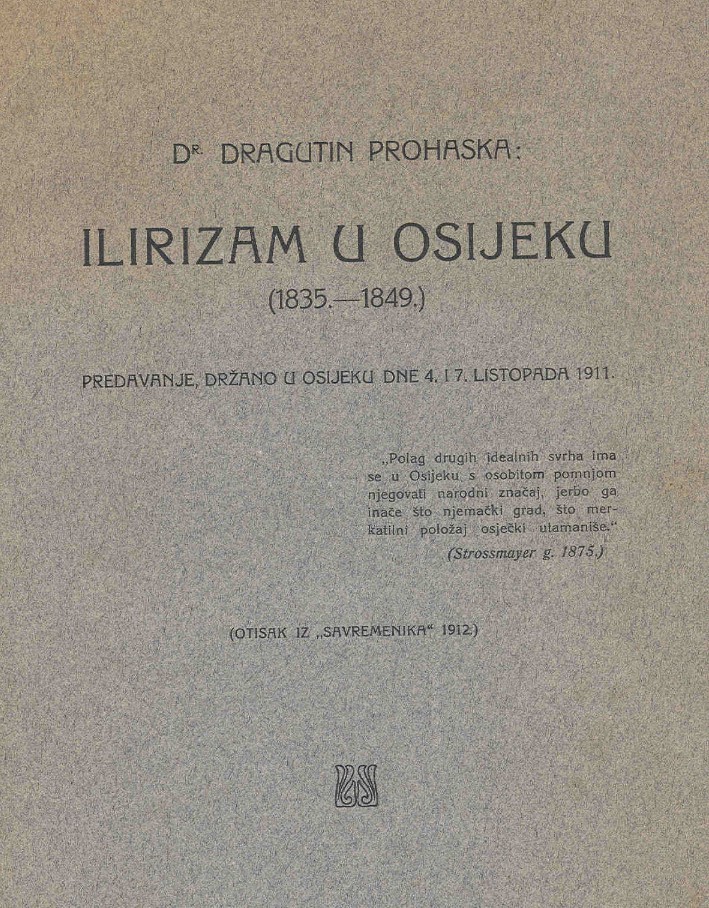 DR. DRAGUTIN PROHASKA:
ILIRIZAM U OSIJEKU
(1835.—1849.)
PREDAVANJE, DRŽANO U OSIJEKU DNE 4. I 7. LISTOPADA 1911.
„Polag drugih idealnih svrha ima
se u Osijeku s osobitom pomnjom
njegovati narodni značaj, jerbo ga
inače što njemački grad, što mer-
katilni položaj osječki utamaniše.“
(Strossmayer g. 1875.)
(OTISAK IZ „SAVREMENIKA“ 1912.)